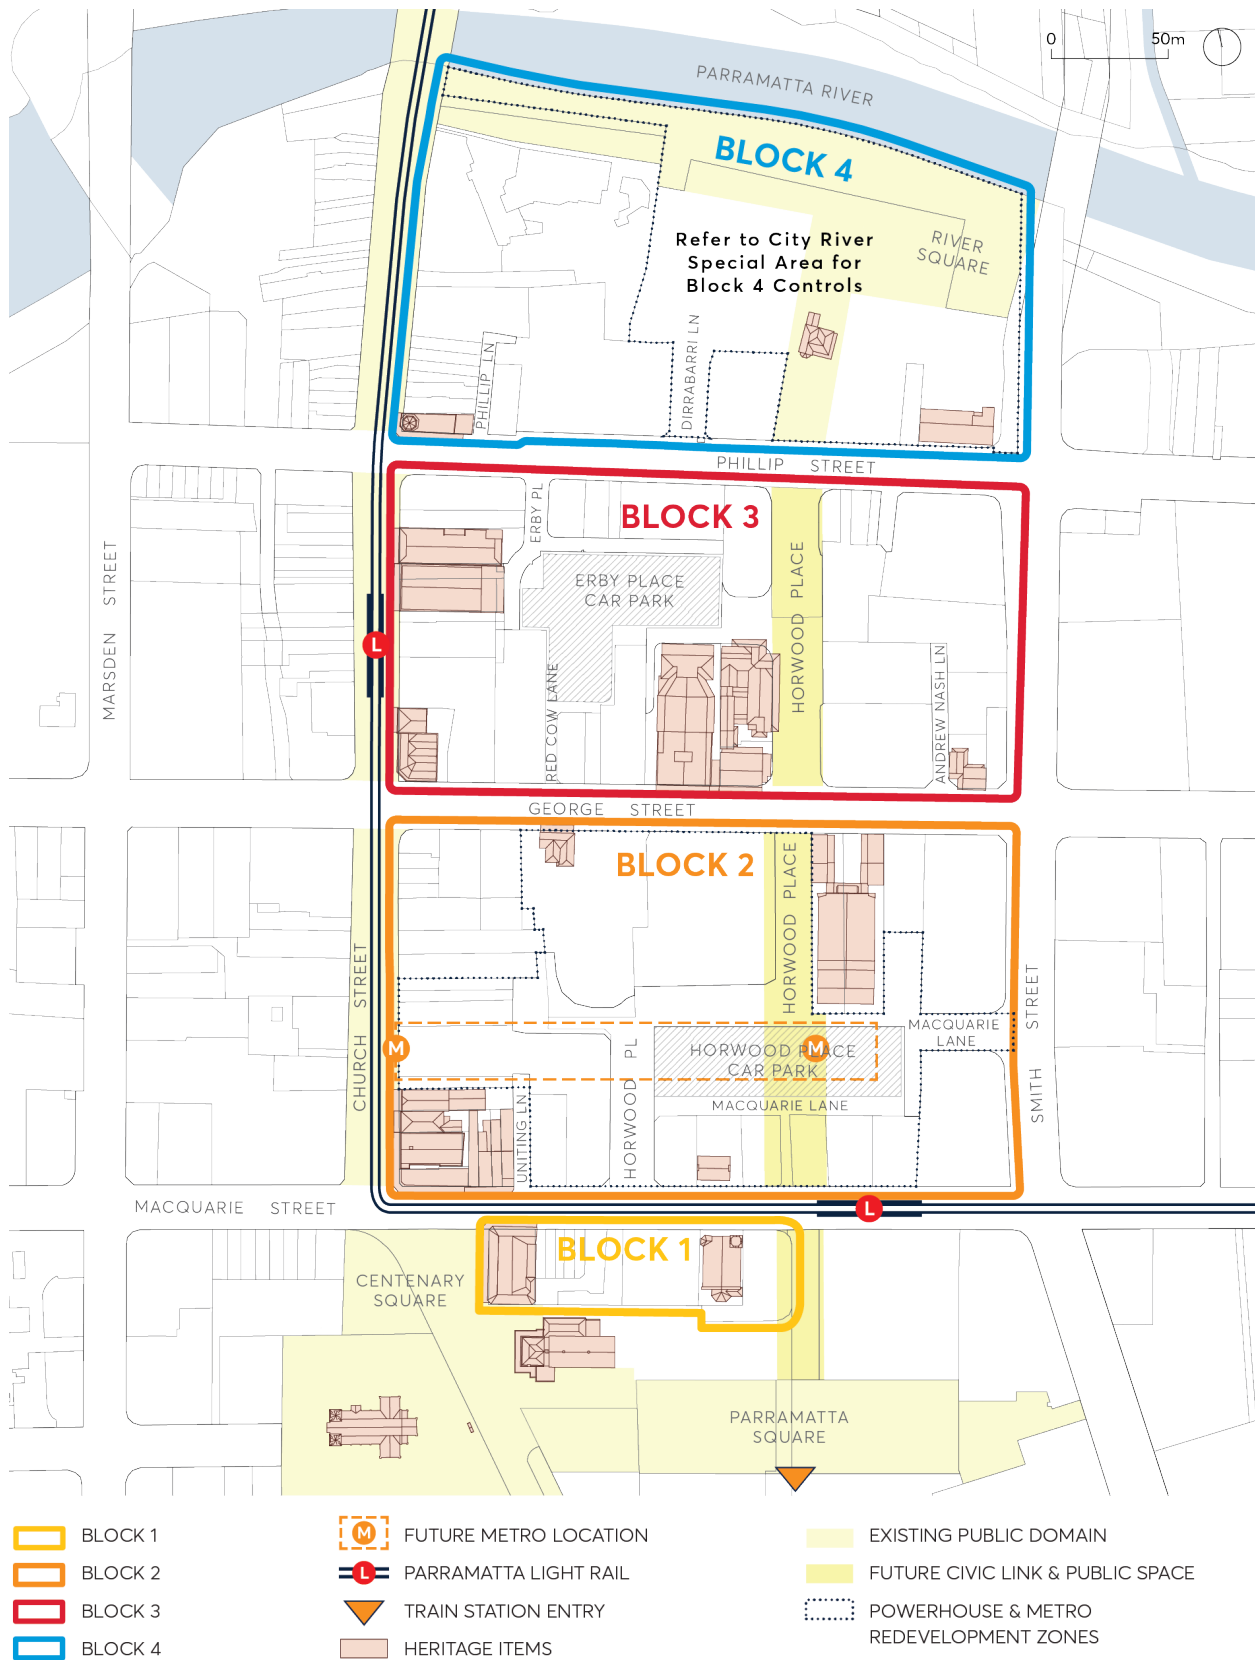 0 50m
PARRAMATTA RIVER
BLOCK 4
Refer to City River
Special Area for
Block 4 Controls
RIVER
SQUARE
PHILLIP LN
DIRRABARRI LN
PHILLIP STREET
BLOCK 3
ERBY PL
ERBY PLACE
CAR PARK
HORWOOD PLACE
MARSDEN STREET
L
RED COW LANE
ANDREW NASH LN
GEORGE STREET
BLOCK 2
HORWOOD PLACE
CHURCH STREET
SMITH STREET
MACQUARIE
LANE
M
HORWOOD PLACE
CAR PARK
M
HORWOOD PL
MACQUARIE LANE
UNITING LN
MACQUARIE STREET
L
BLOCK 1
CENTENARY
SQUARE
PARRAMATTA
SQUARE
BLOCK 1
BLOCK 2
BLOCK 3
BLOCK 4
M FUTURE METRO LOCATION
L PARRAMATTA LIGHT RAIL
TRAIN STATION ENTRY
HERITAGE ITEMS
EXISTING PUBLIC DOMAIN
FUTURE CIVIC LINK & PUBLIC SPACE
POWERHOUSE & METRO
REDEVELOPMENT ZONES